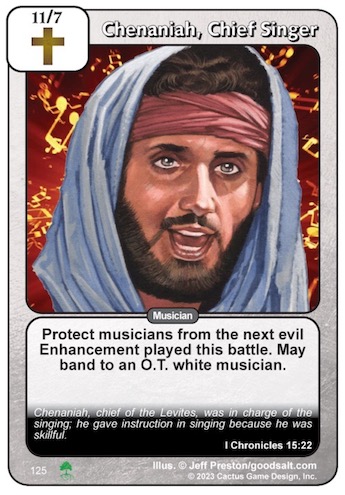 11/7
Chenaniah, Chief Singer
Musician
Protect musicians from the next evil
Enhancement played this battle. May
band to an O.T. white musician.
Chenaniah, chief of the Levites, was in charge of the
singing; he gave instruction in singing because he was
skillful.
I Chronicles 15:22
125
Illus. © Jeff Preston/goodsalt.com
© 2023 Cactus Game Design, Inc.